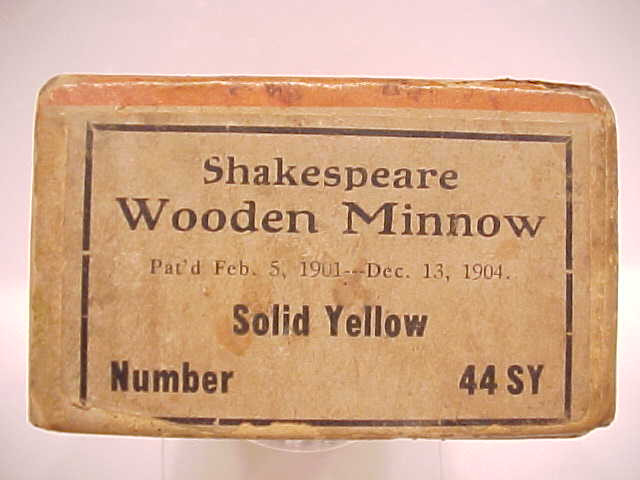 Shakespeare
Wooden Minnow
Pat'd Feb. 5, 1901---Dec. 13, 1904.
Solid Yellow
Number 44 SY